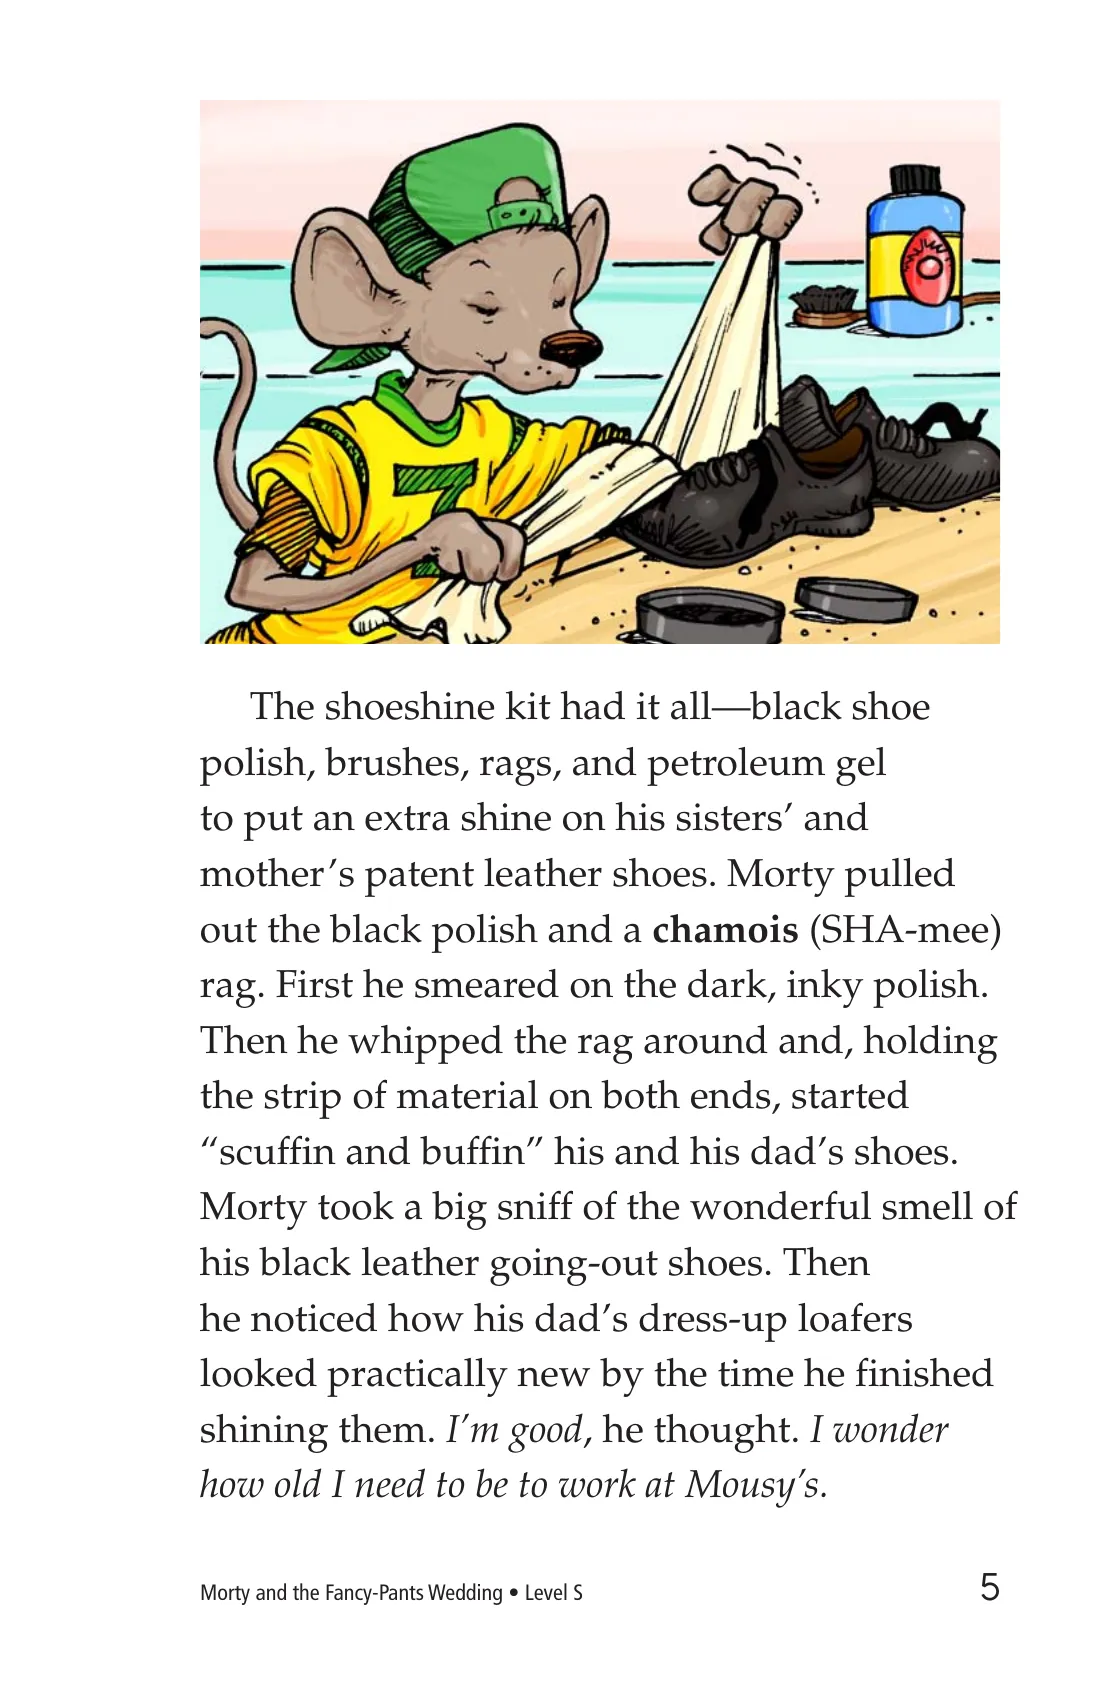 The shoeshine kit had it all—black shoe
polish, brushes, rags, and petroleum gel
to put an extra shine on his sisters’ and
mother’s patent leather shoes. Morty pulled
out the black polish and a chamois (SHA-mee)
rag. First he smeared on the dark, inky polish.
Then he whipped the rag around and, holding
the strip of material on both ends, started
“scuffin and buffin” his and his dad’s shoes.
Morty took a big sniff of the wonderful smell of
his black leather going-out shoes. Then
he noticed how his dad’s dress-up loafers
looked practically new by the time he finished
shining them. I’m good, he thought. I wonder
how old I need to be to work at Mousy’s.
Morty and the Fancy-Pants Wedding • Level S 5